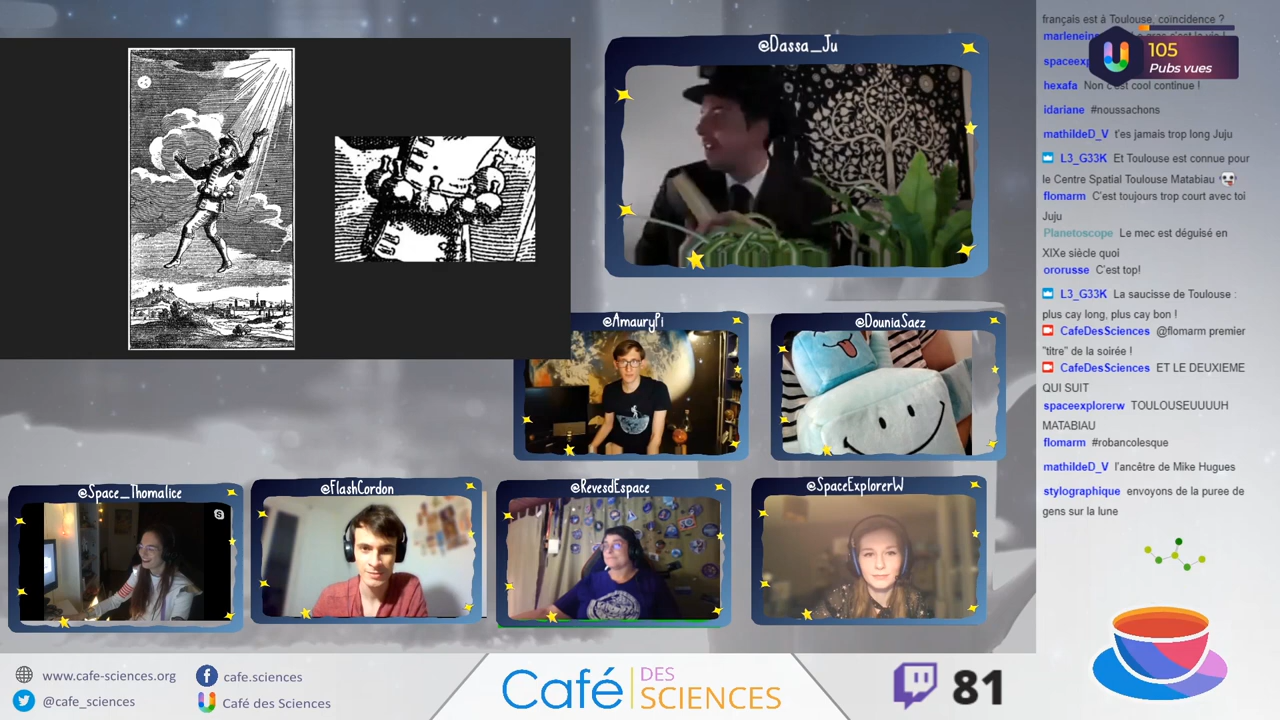 @Dassa_Ju
@AmauryPi
@DouniaSaez
@Space_Thomalice
@FlashCordon
@RevesdEspace
@SpaceExplorerW
français est à Toulouse, coincidence ?
105
Pubs vues
hexafa Non c'est cool continue !
idariane #noussachons
mathildeD_V t'es jamais trop long Juju
L3_G33K Et Toulouse est connue pour
le Centre Spatial Toulouse Matabiau
flomarm C'est toujours trop court avec toi
Juju
Planetoscope Le mec est déguisé en
XIXe siècle quoi
ororusse C'est top!
L3_G33K La saucisse de Toulouse :
plus cay long, plus cay bon !
CafeDesSciences @flomarm premier
"titre" de la soirée !
CafeDesSciences ET LE DEUXIEME
QUI SUIT
spaceexplorerw TOULOUSEUUUUH
MATABIAU
flomarm #robancolesque
mathildeD_V l'ancêtre de Mike Hugues
stylographique envoyons de la puree de
gens sur la lune
www.cafe-sciences.org
cafe.sciences
@cafe_sciences
Café des Sciences
Café DES SCIENCES
81